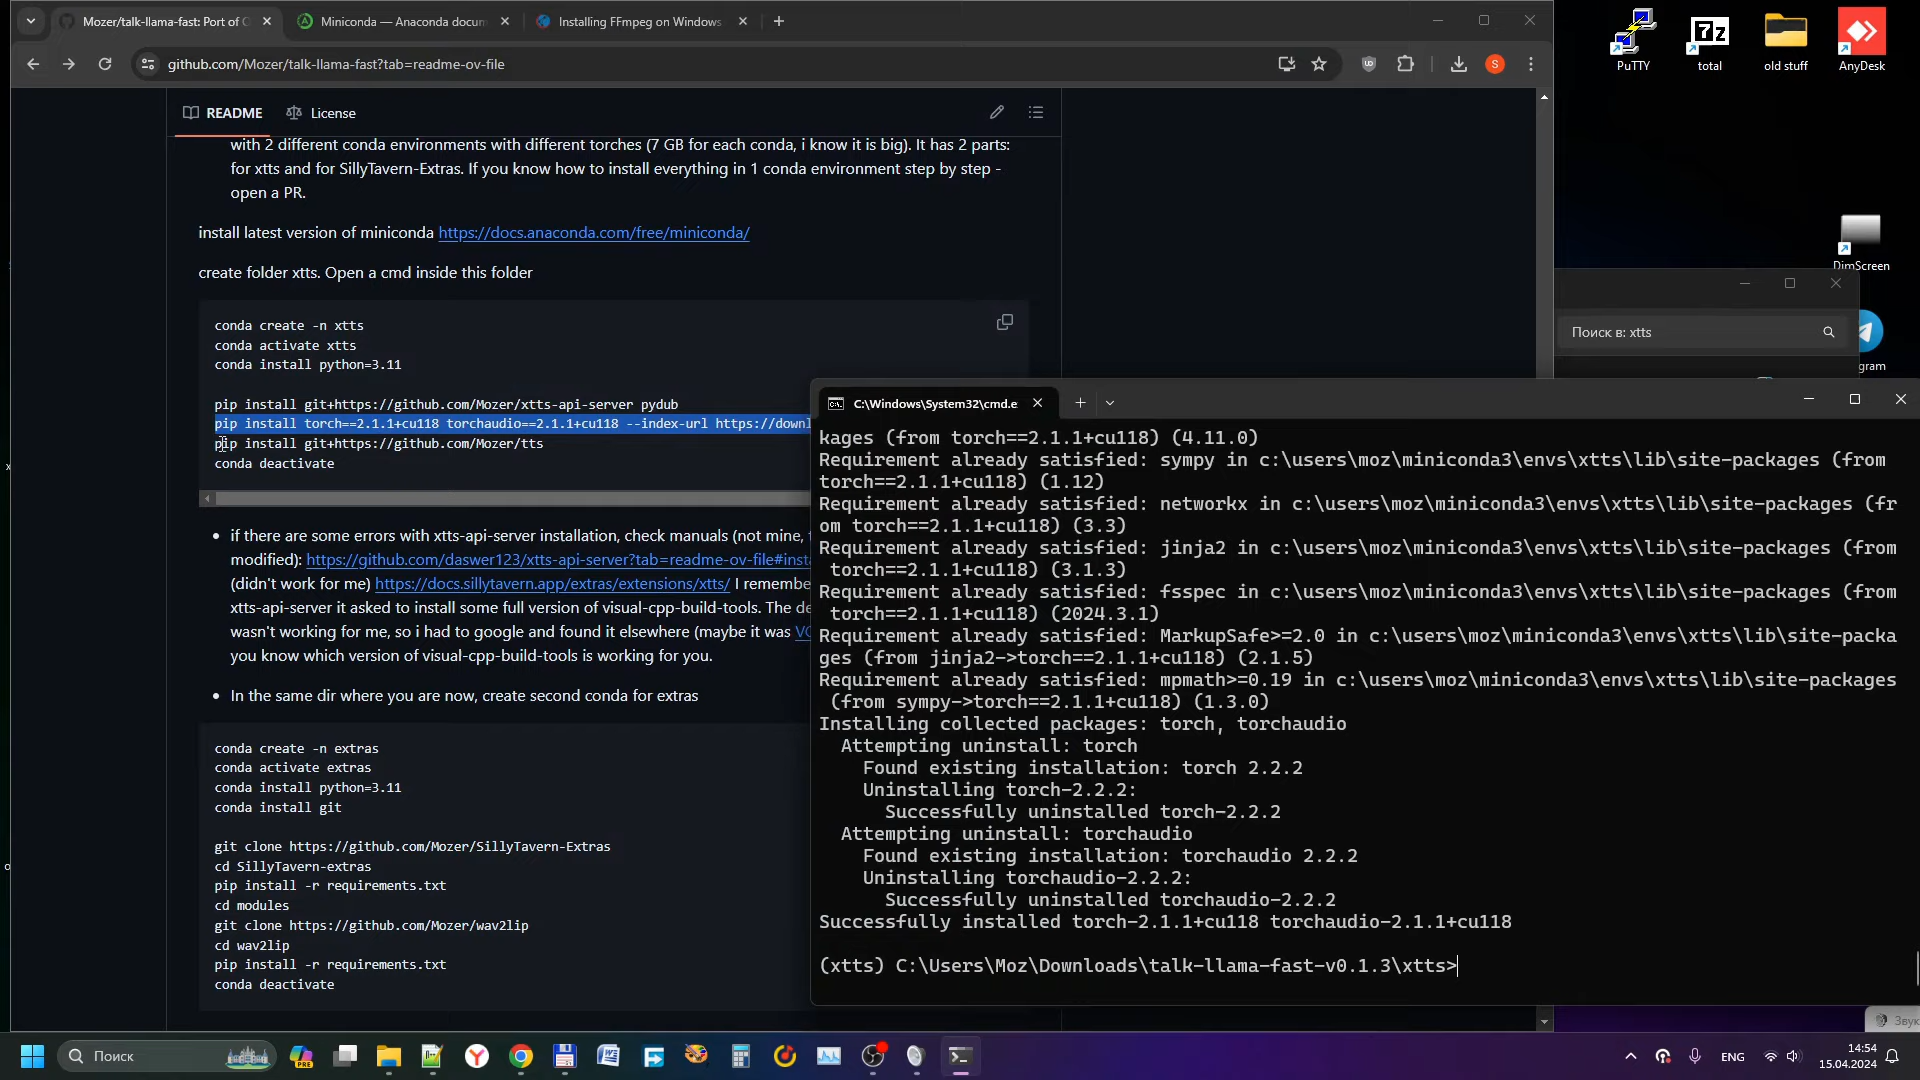 Mozer/talk-llama-fast: Port of O
Miniconda — Anaconda docum
Installing FFmpeg on Windows
github.com/Mozer/talk-llama-fast?tab=readme-ov-file
S
PuTTY
total
old stuff
AnyDesk
README
License
with 2 different conda environments with different torches (7 GB for each conda, i know it is big). It has 2 parts:
for xtts and for SillyTavern-Extras. If you know how to install everything in 1 conda environment step by step -
open a PR.
install latest version of miniconda https://docs.anaconda.com/free/miniconda/
create folder xtts. Open a cmd inside this folder
DimScreen
conda create -n xtts
conda activate xtts
conda install python=3.11
Поиск в: xtts
gram
pip install git+https://github.com/Mozer/xtts-api-server pydub
pip install torch==2.1.1+cu118 torchaudio==2.1.1+cu118 --index-url https://downl
pip install git+https://github.com/Mozer/tts
conda deactivate
if there are some errors with xtts-api-server installation, check manuals (not mine,
modified): https://github.com/daswer123/xtts-api-server?tab=readme-ov-file#insta
(didn't work for me) https://docs.sillytavern.app/extras/extensions/xtts/ I remembe
xtts-api-server it asked to install some full version of visual-cpp-build-tools. The de
wasn't working for me, so i had to google and found it elsewhere (maybe it was VC
you know which version of visual-cpp-build-tools is working for you.
In the same dir where you are now, create second conda for extras
conda create -n extras
conda activate extras
conda install python=3.11
conda install git
git clone https://github.com/Mozer/SillyTavern-Extras
cd SillyTavern-extras
pip install -r requirements.txt
cd modules
git clone https://github.com/Mozer/wav2lip
cd wav2lip
pip install -r requirements.txt
conda deactivate
C:\Windows\System32\cmd.e
kages (from torch==2.1.1+cu118) (4.11.0)
Requirement already satisfied: sympy in c:\users\moz\miniconda3\envs\xtts\lib\site-packages (from
torch==2.1.1+cu118) (1.12)
Requirement already satisfied: networkx in c:\users\moz\miniconda3\envs\xtts\lib\site-packages (fr
om torch==2.1.1+cu118) (3.3)
Requirement already satisfied: jinja2 in c:\users\moz\miniconda3\envs\xtts\lib\site-packages (from
torch==2.1.1+cu118) (3.1.3)
Requirement already satisfied: fsspec in c:\users\moz\miniconda3\envs\xtts\lib\site-packages (from
torch==2.1.1+cu118) (2024.3.1)
Requirement already satisfied: MarkupSafe>=2.0 in c:\users\moz\miniconda3\envs\xtts\lib\site-packa
ges (from jinja2->torch==2.1.1+cu118) (2.1.5)
Requirement already satisfied: mpmath>=0.19 in c:\users\moz\miniconda3\envs\xtts\lib\site-packages
(from sympy->torch==2.1.1+cu118) (1.3.0)
Installing collected packages: torch, torchaudio
Attempting uninstall: torch
Found existing installation: torch 2.2.2
Uninstalling torch-2.2.2:
Successfully uninstalled torch-2.2.2
Attempting uninstall: torchaudio
Found existing installation: torchaudio 2.2.2
Uninstalling torchaudio-2.2.2:
Successfully uninstalled torchaudio-2.2.2
Successfully installed torch-2.1.1+cu118 torchaudio-2.1.1+cu118
(xtts) C:\Users\Moz\Downloads\talk-llama-fast-v0.1.3\xtts>
Звук
Поиск
PRE
ENG
14:54
15.04.2024